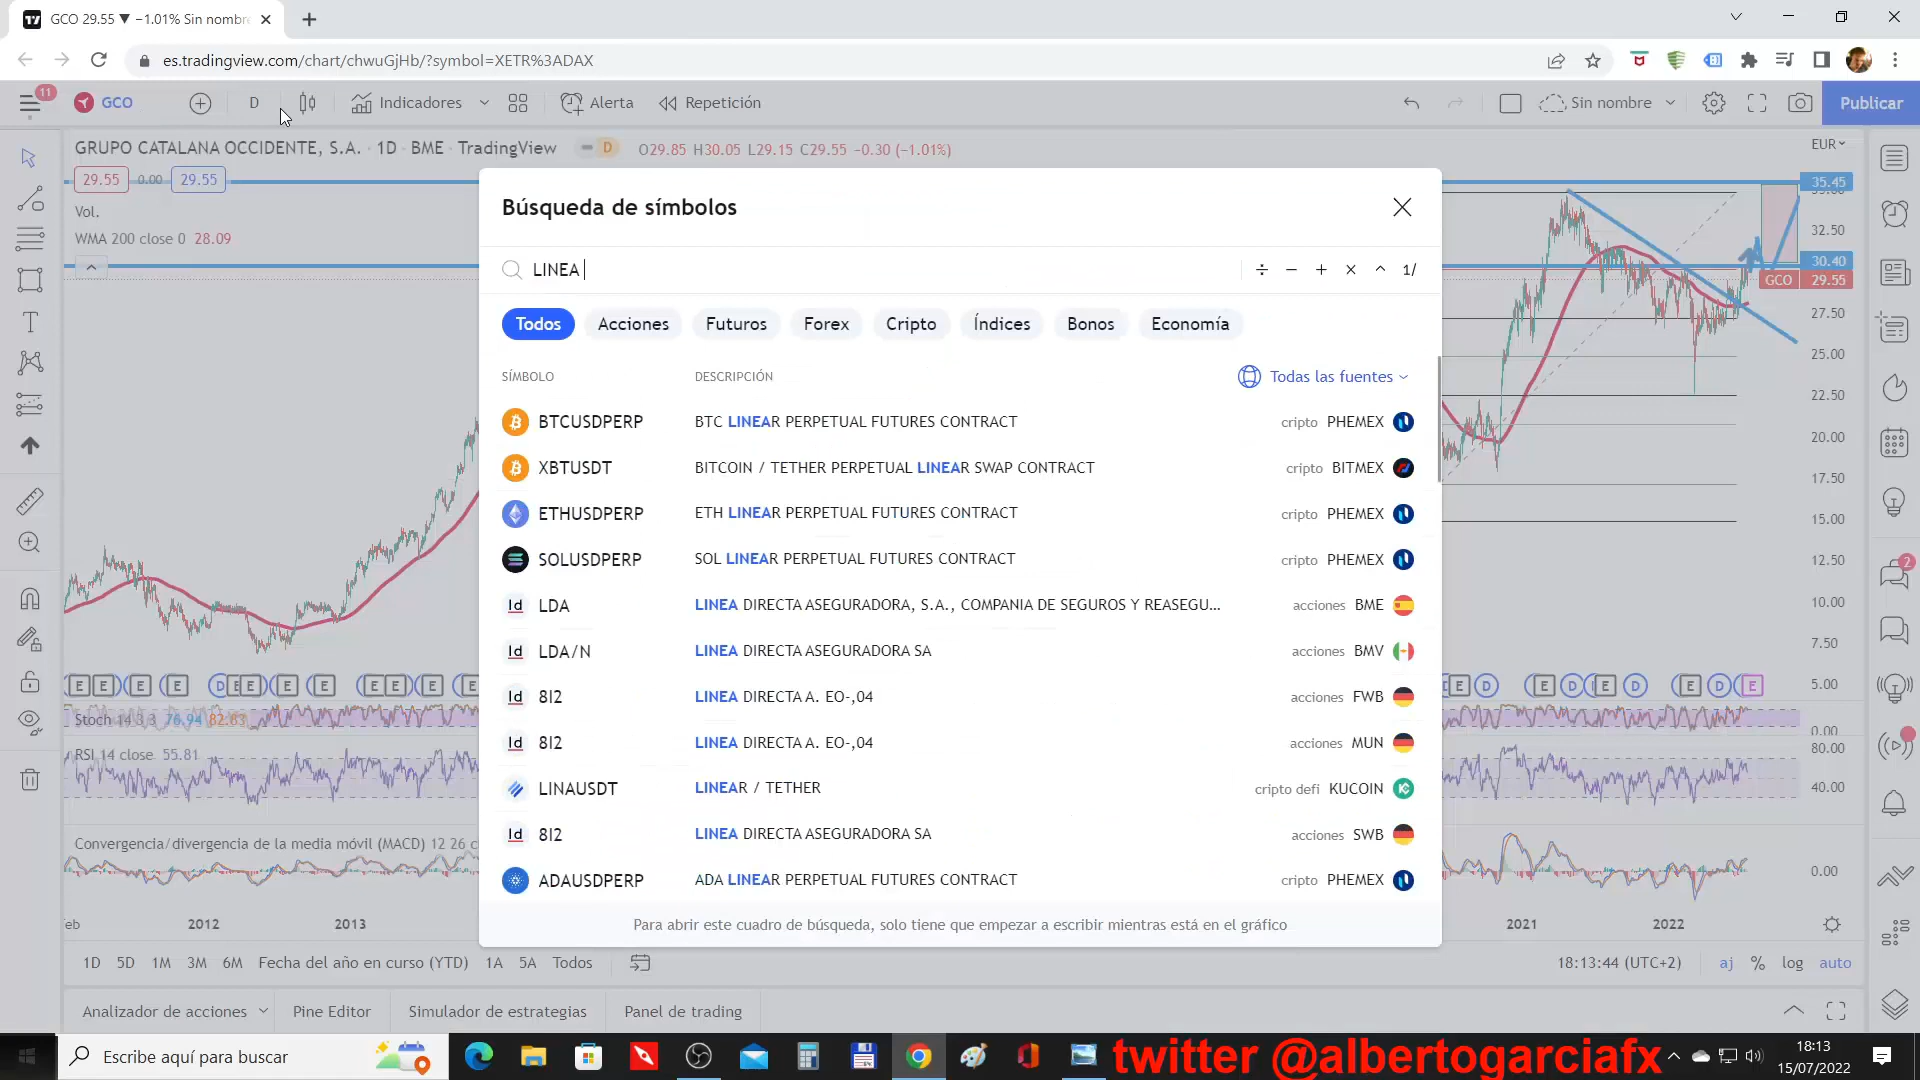 GCO 29.55 ▼ −1.01% Sin nombre
es.tradingview.com/chart/chwuGjHb/?symbol=XETR%3ADAX
11
GCO
D
Indicadores
Alerta
Repetición
Sin nombre
Publicar
GRUPO CATALANA OCCIDENTE, S.A. · 1D · BME · TradingView
D
O29.85 H30.05 L29.15 C29.55 −0.30 (−1.01%)
EUR
29.55
0.00
29.55
Vol.
WMA 200 close 0 28.09
Búsqueda de símbolos
LINEA
1/
Todos
Acciones
Futuros
Forex
Cripto
Índices
Bonos
Economía
SÍMBOLO
DESCRIPCIÓN
Todas las fuentes
BTCUSDPERP BTC LINEAR PERPETUAL FUTURES CONTRACT cripto PHEMEX
XBTUSDT BITCOIN / TETHER PERPETUAL LINEAR SWAP CONTRACT cripto BITMEX
ETHUSDPERP ETH LINEAR PERPETUAL FUTURES CONTRACT cripto PHEMEX
SOLUSDPERP SOL LINEAR PERPETUAL FUTURES CONTRACT cripto PHEMEX
ld LDA LINEA DIRECTA ASEGURADORA, S.A., COMPANIA DE SEGUROS Y REASEGU... acciones BME
ld LDA/N LINEA DIRECTA ASEGURADORA SA acciones BMV
ld 8I2 LINEA DIRECTA A. EO-,04 acciones FWB
ld 8I2 LINEA DIRECTA A. EO-,04 acciones MUN
LINAUSDT LINEAR / TETHER cripto defi KUCOIN
ld 8I2 LINEA DIRECTA ASEGURADORA SA acciones SWB
ADAUSDPERP ADA LINEAR PERPETUAL FUTURES CONTRACT cripto PHEMEX
Para abrir este cuadro de búsqueda, solo tiene que empezar a escribir mientras está en el gráfico
35.45
32.50
30.40
GCO 29.55
27.50
25.00
22.50
20.00
17.50
15.00
12.50
10.00
7.50
5.00
0.00
80.00
40.00
0.00
2
Stoch 14 3 3 76.94 82.63
RSI 14 close 55.81
Convergencia/divergencia de la media móvil (MACD) 12 26 c
eb
2012
2013
2021
2022
1D 5D 1M 3M 6M Fecha del año en curso (YTD) 1A 5A Todos
18:13:44 (UTC+2)
aj % log auto
Analizador de acciones
Pine Editor
Simulador de estrategias
Panel de trading
Escribe aquí para buscar
twitter @albertogarciafx
18:13
15/07/2022